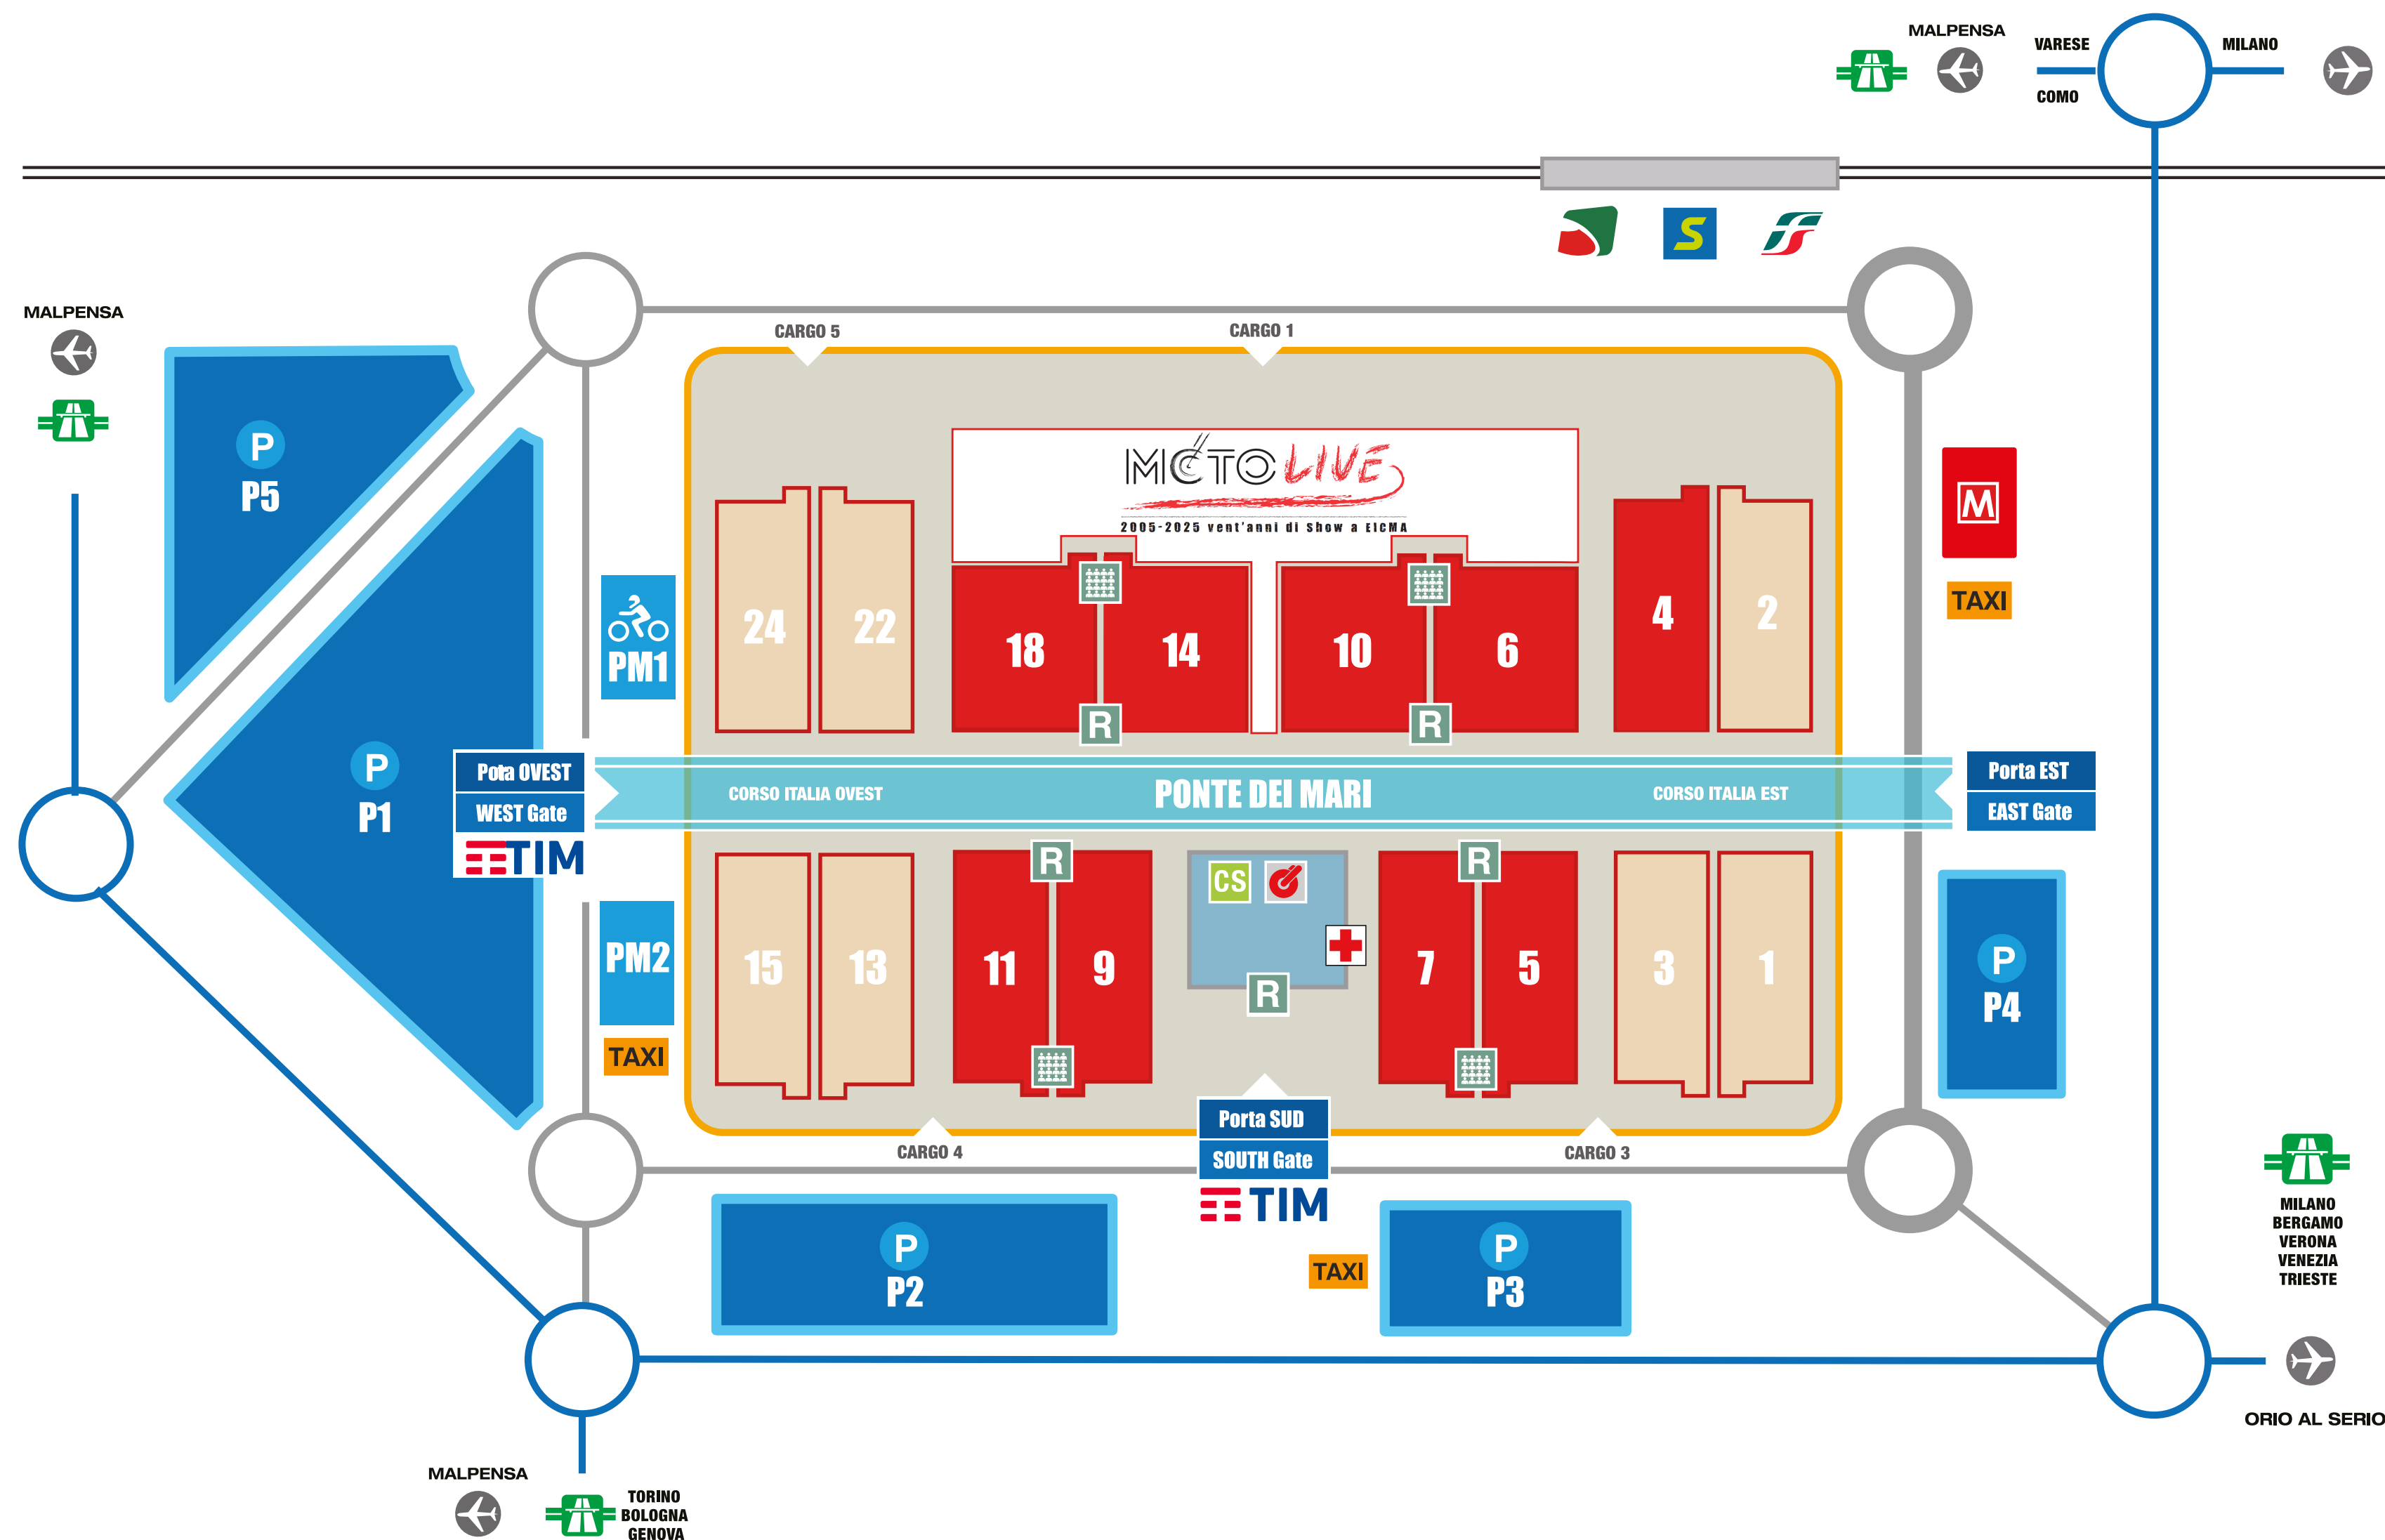 MALPENSA
VARESE
MILANO
COMO
S
MALPENSA
CARGO 5
CARGO 1
MOTO LIVE
2005-2025 vent'anni di Show a EICMA
P
P5
M
TAXI
PM1
24
22
18
14
10
6
4
2
R
R
P
P1
Pota OVEST
WEST Gate
TIM
CORSO ITALIA OVEST
PONTE DEI MARI
CORSO ITALIA EST
Porta EST
EAST Gate
R
R
CS
PM2
15
13
11
9
7
5
3
1
R
P
P4
TAXI
CARGO 4
Porta SUD
SOUTH Gate
TIM
CARGO 3
P
P2
TAXI
P
P3
MILANO
BERGAMO
VERONA
VENEZIA
TRIESTE
ORIO AL SERIO
MALPENSA
TORINO
BOLOGNA
GENOVA